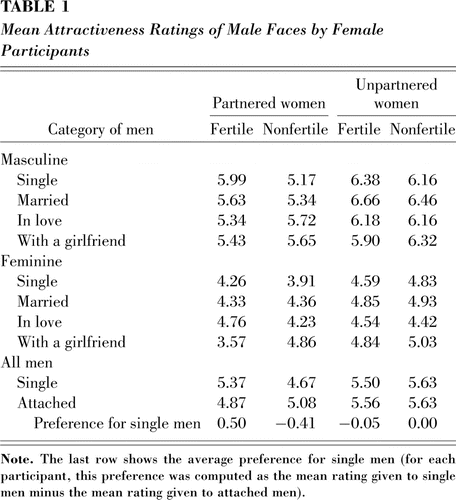 TABLE 1
Mean Attractiveness Ratings of Male Faces by Female
Participants
Partnered women Unpartnered women
Category of men Fertile Nonfertile Fertile Nonfertile
Masculine
Single 5.99 5.17 6.38 6.16
Married 5.63 5.34 6.66 6.46
In love 5.34 5.72 6.18 6.16
With a girlfriend 5.43 5.65 5.90 6.32
Feminine
Single 4.26 3.91 4.59 4.83
Married 4.33 4.36 4.85 4.93
In love 4.76 4.23 4.54 4.42
With a girlfriend 3.57 4.86 4.84 5.03
All men
Single 5.37 4.67 5.50 5.63
Attached 4.87 5.08 5.56 5.63
Preference for single men 0.50 −0.41 −0.05 0.00
Note. The last row shows the average preference for single men (for each
participant, this preference was computed as the mean rating given to single
men minus the mean rating given to attached men).